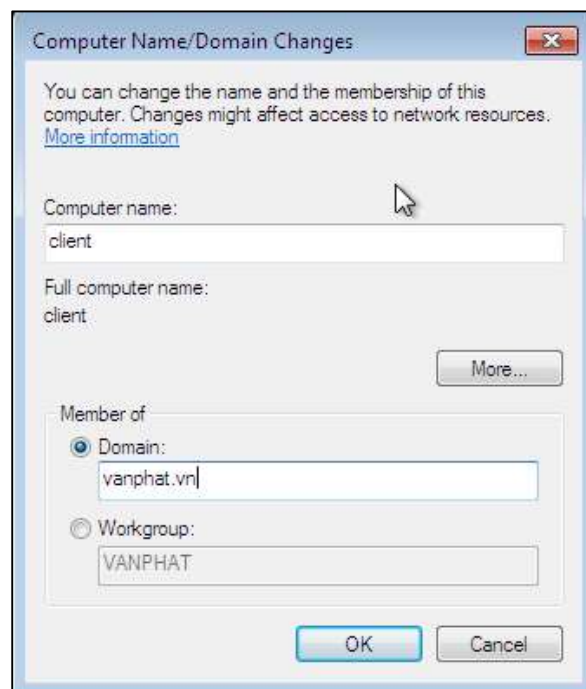 Computer Name/Domain Changes
You can change the name and the membership of this
computer. Changes might affect access to network resources.
More information
Computer name:
client
Full computer name:
client
More...
Member of
Domain:
vanphat.vn
Workgroup:
VANPHAT
OK
Cancel